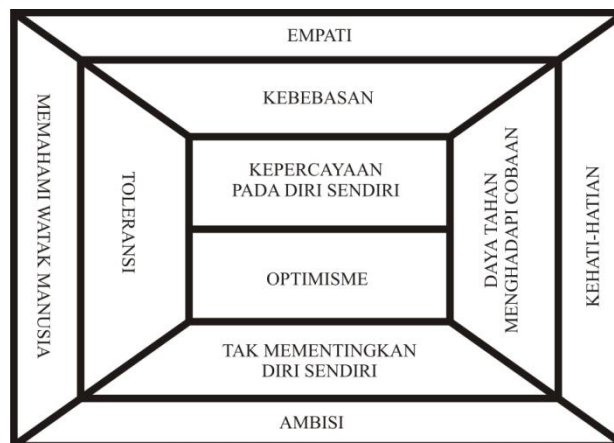 EMPATI
KEBEBASAN
MEMAHAMI WATAK MANUSIA
TOLERANSI
KEPERCAYAAN
PADA DIRI SENDIRI
OPTIMISME
DAYA TAHAN
MENGHADAPI COBAAN
KEHATI-HATIAN
TAK MEMENTINGKAN
DIRI SENDIRI
AMBISI